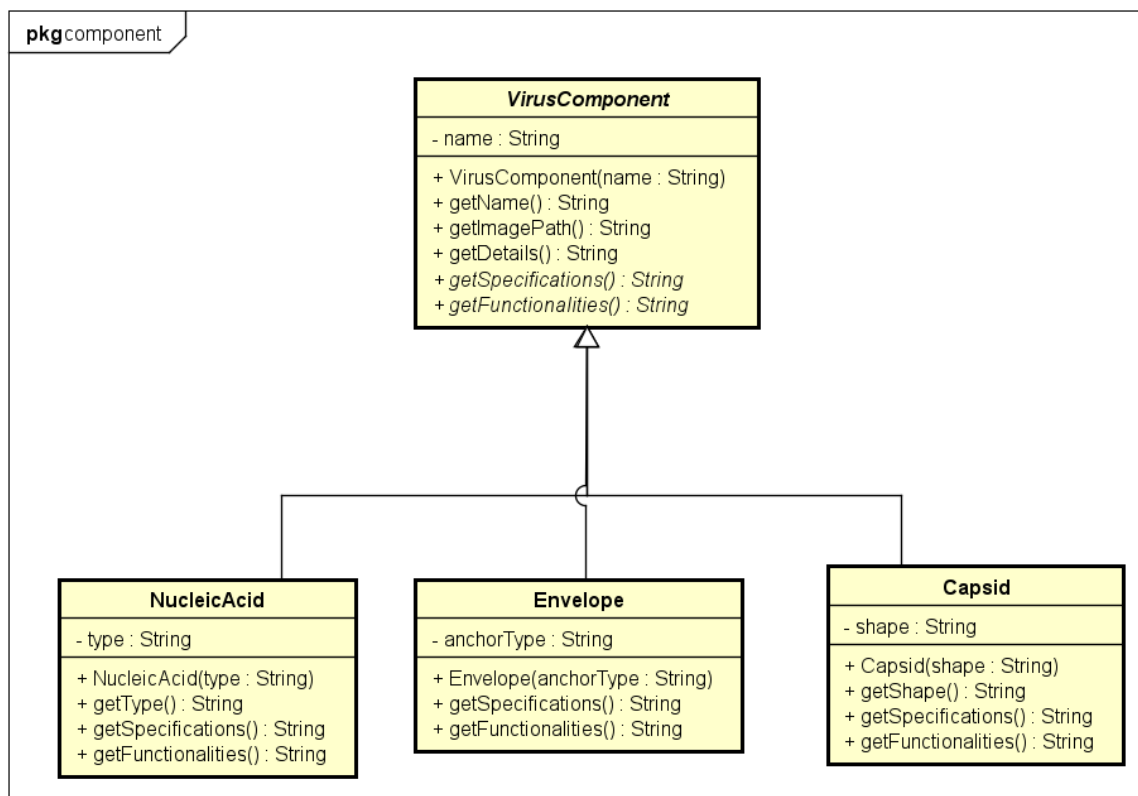 pkg component
VirusComponent
- name : String
+ VirusComponent(name : String)
+ getName() : String
+ getImagePath() : String
+ getDetails() : String
+ getSpecifications() : String
+ getFunctionalities() : String
NucleicAcid
- type : String
+ NucleicAcid(type : String)
+ getType() : String
+ getSpecifications() : String
+ getFunctionalities() : String
Envelope
- anchorType : String
+ Envelope(anchorType : String)
+ getSpecifications() : String
+ getFunctionalities() : String
Capsid
- shape : String
+ Capsid(shape : String)
+ getShape() : String
+ getSpecifications() : String
+ getFunctionalities() : String